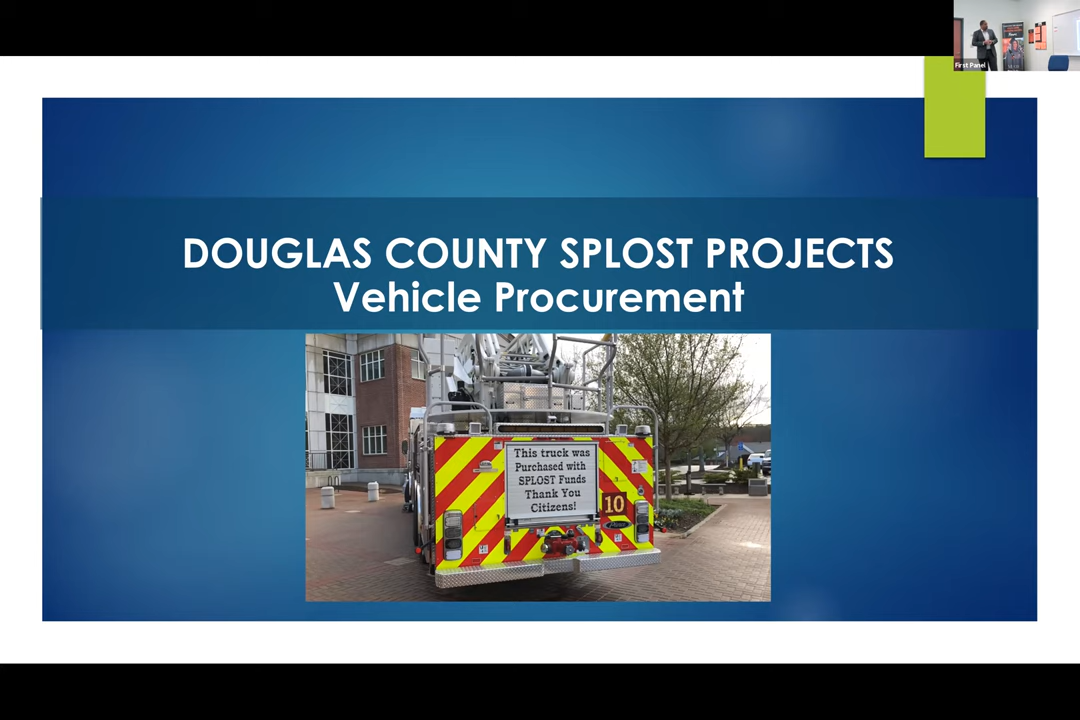 First Panel
DOUGLAS COUNTY SPLOST PROJECTS
Vehicle Procurement
This truck was
Purchased with
SPLOST Funds
Thank You
Citizens!
10